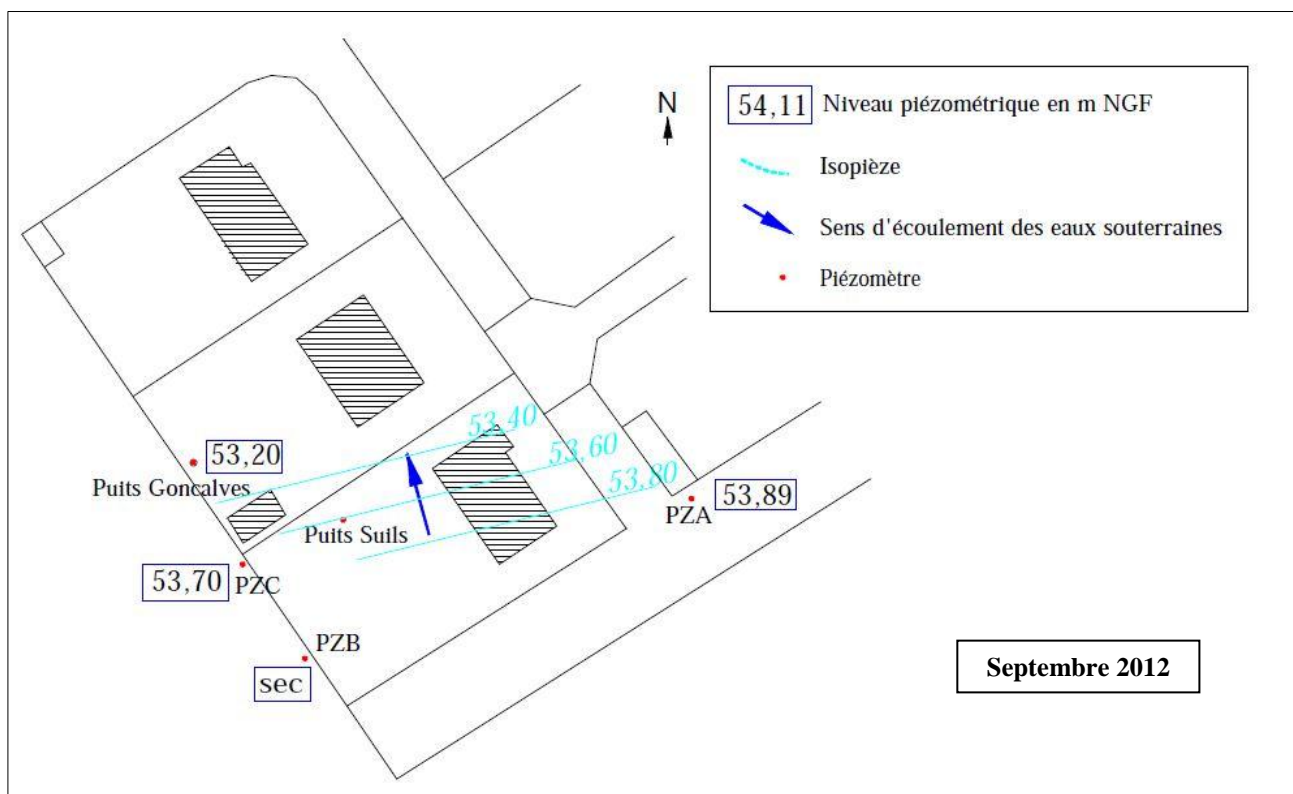 N
54,11 Niveau piézométrique en m NGF
Isopièze
Sens d'écoulement des eaux souterraines
Piézomètre
53,40
53,60
53,80
53,20
Puits Goncalves
Puits Suils
53,89
PZA
53,70 PZC
PZB
sec
Septembre 2012